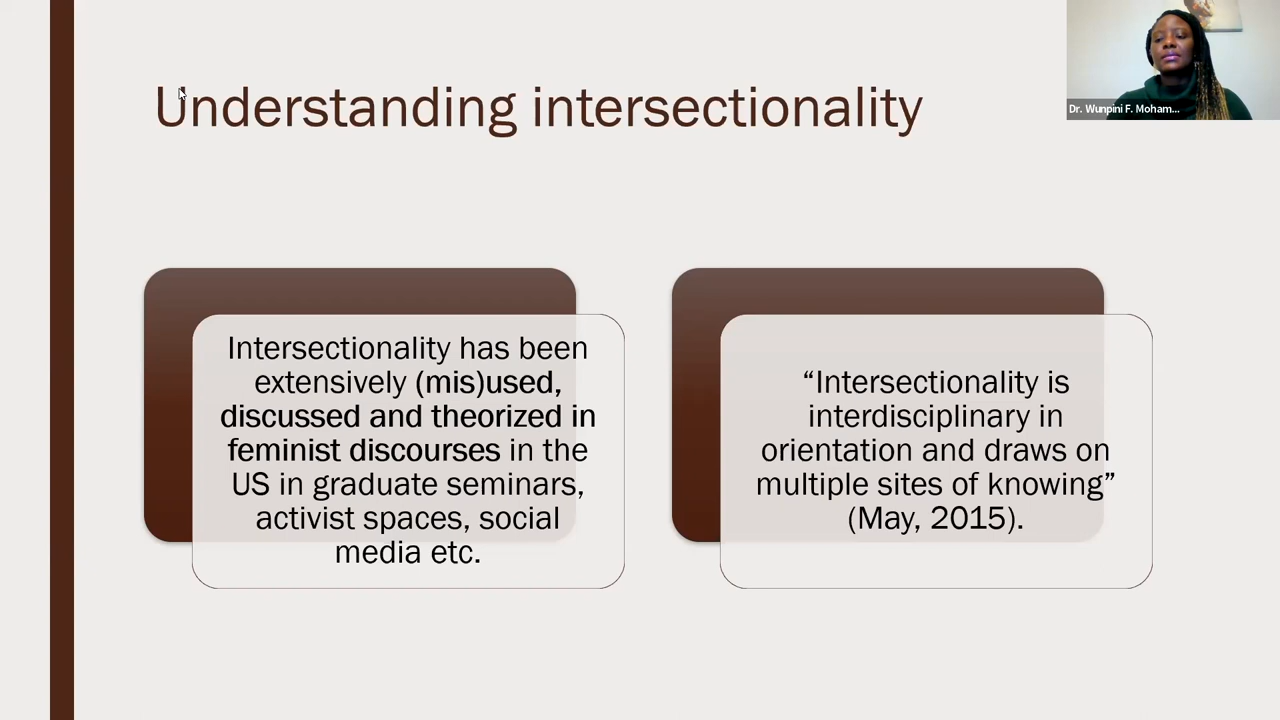 Understanding intersectionality
Dr. Wunpini F. Moham...
Intersectionality has been
extensively (mis)used,
discussed and theorized in
feminist discourses in the
US in graduate seminars,
activist spaces, social
media etc.
“Intersectionality is
interdisciplinary in
orientation and draws on
multiple sites of knowing”
(May, 2015).